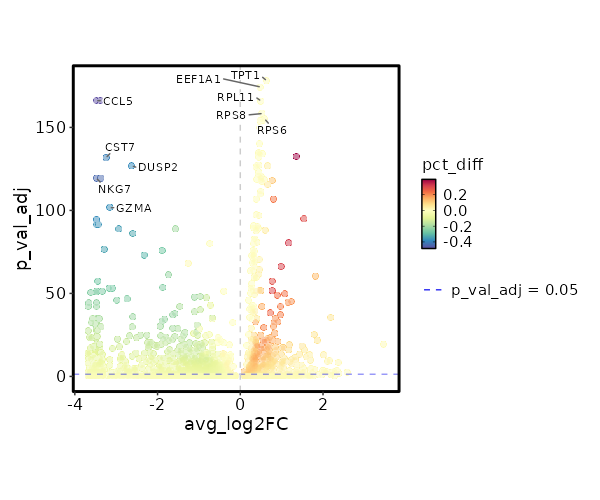 TPT1
EEF1A1
RPL11
CCL5
RPS8
RPS6
CST7
DUSP2
NKG7
GZMA
150
100
50
0
-4
-2
0
2
avg_log2FC
p_val_adj
pct_diff
0.2
0.0
-0.2
-0.4
p_val_adj = 0.05